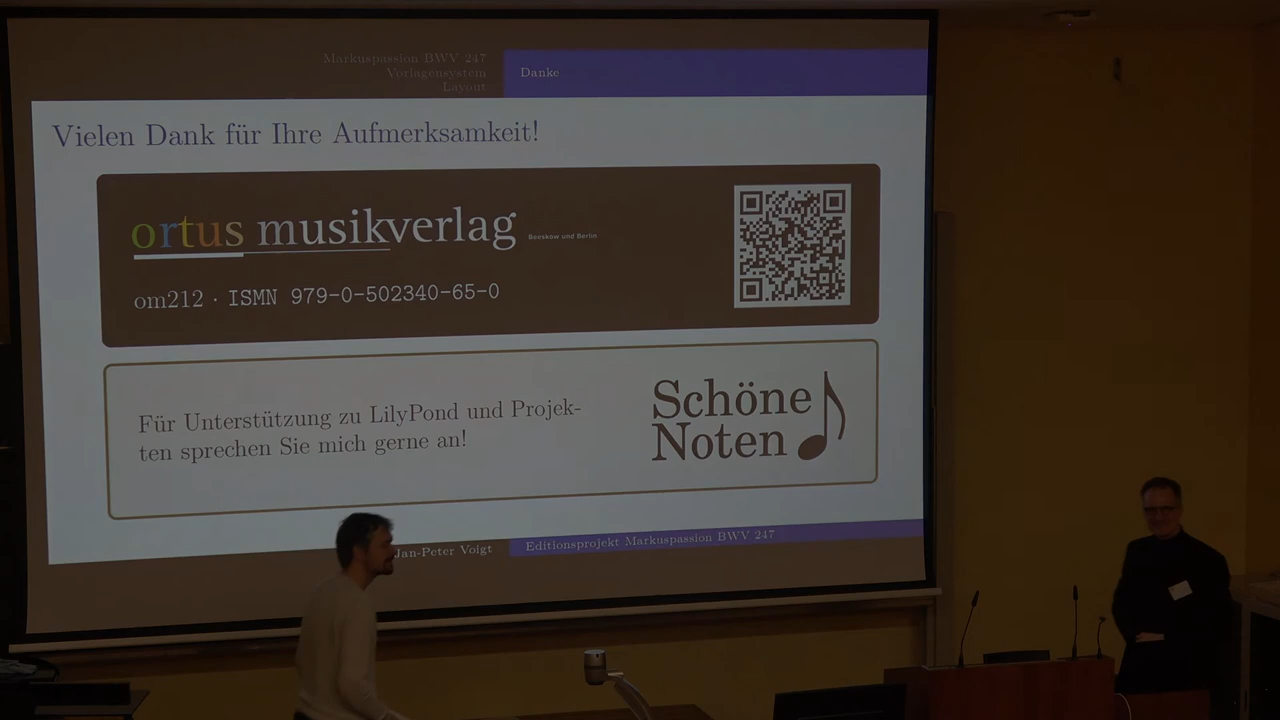 Markuspassion BWV 247
Vorlagensystem
Layout
Danke
Vielen Dank für Ihre Aufmerksamkeit!
ortus musikverlag Beeskow und Berlin
om212 · ISMN 979-0-502340-65-0
Für Unterstützung zu LilyPond und Projek-
ten sprechen Sie mich gerne an!
Schöne
Noten
Jan-Peter Voigt
Editionsprojekt Markuspassion BWV 247